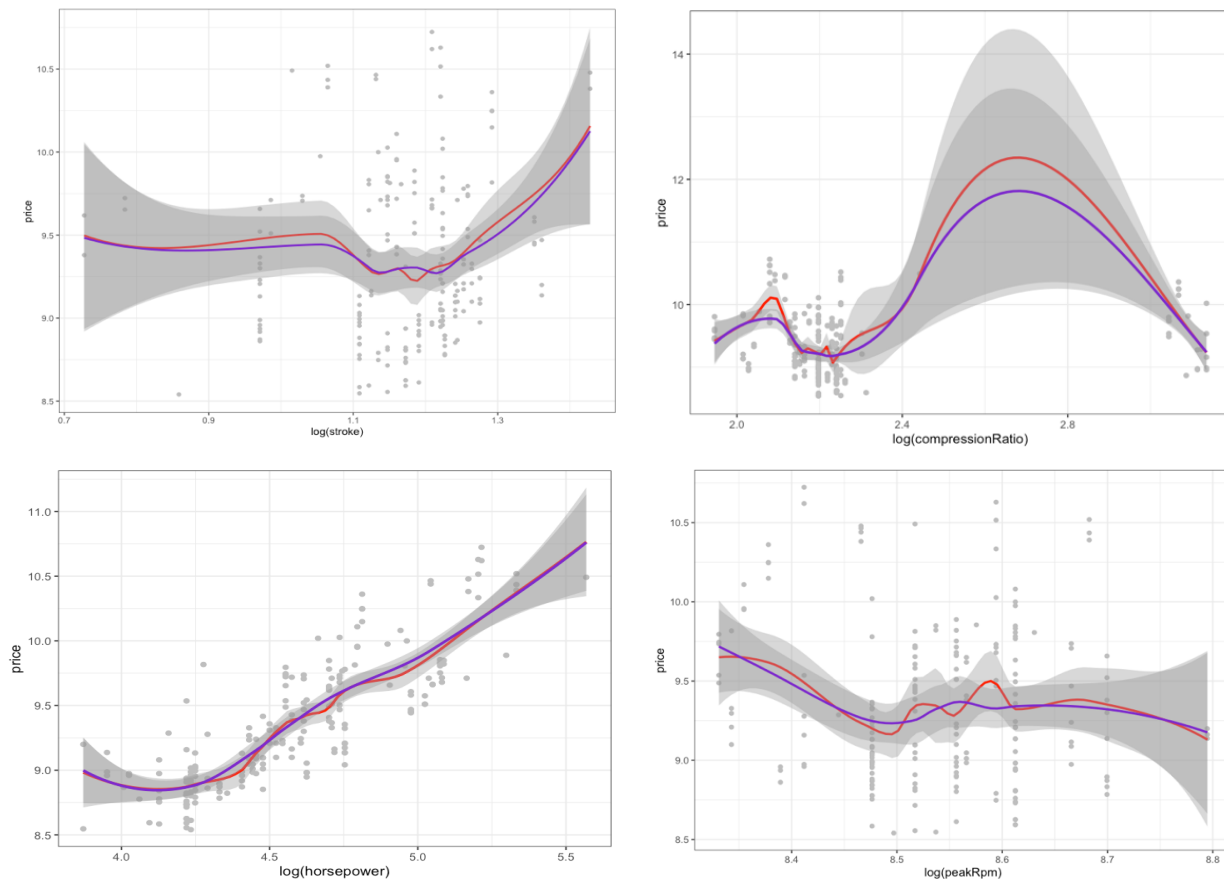 10.5
10.0
9.5
9.0
8.5
price
0.7 0.9 1.1 1.3
log(stroke)
14
12
10
price
2.0 2.4 2.8
log(compressionRatio)
11.0
10.5
10.0
9.5
9.0
8.5
price
4.0 4.5 5.0 5.5
log(horsepower)
10.5
10.0
9.5
9.0
8.5
price
8.4 8.5 8.6 8.7 8.8
log(peakRpm)